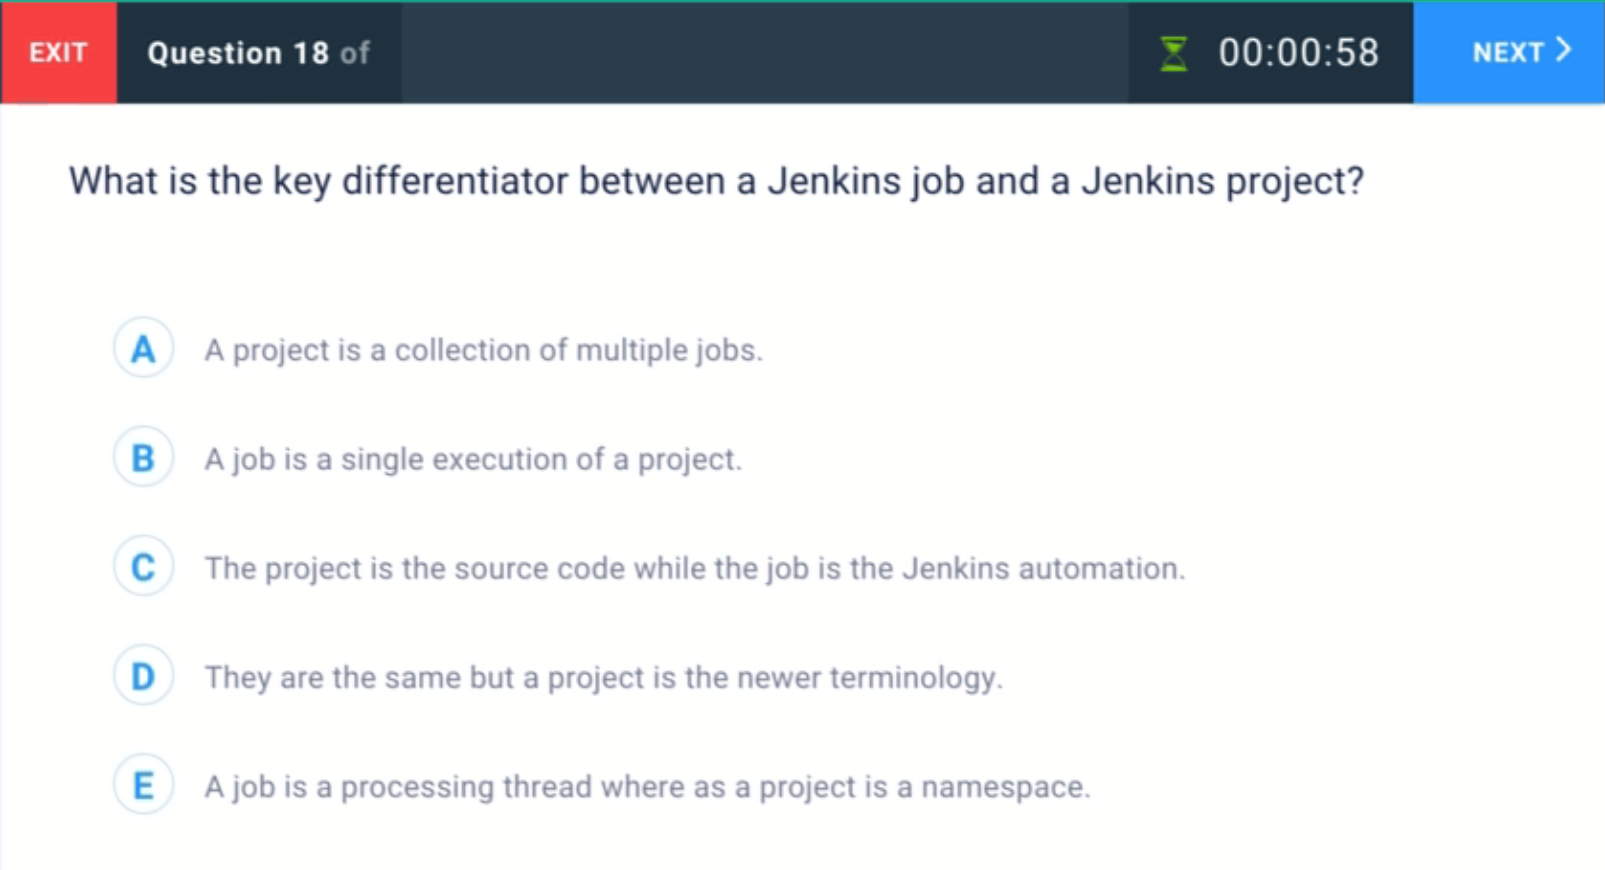 EXIT
Question 18 of
00:00:58
NEXT >
What is the key differentiator between a Jenkins job and a Jenkins project?
A A project is a collection of multiple jobs.
B A job is a single execution of a project.
C The project is the source code while the job is the Jenkins automation.
D They are the same but a project is the newer terminology.
E A job is a processing thread where as a project is a namespace.